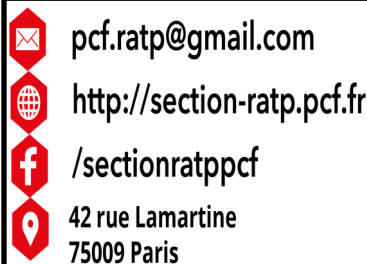 pcf.ratp@gmail.com
http://section-ratp.pcf.fr
/sectionratppcf
42 rue Lamartine
75009 Paris